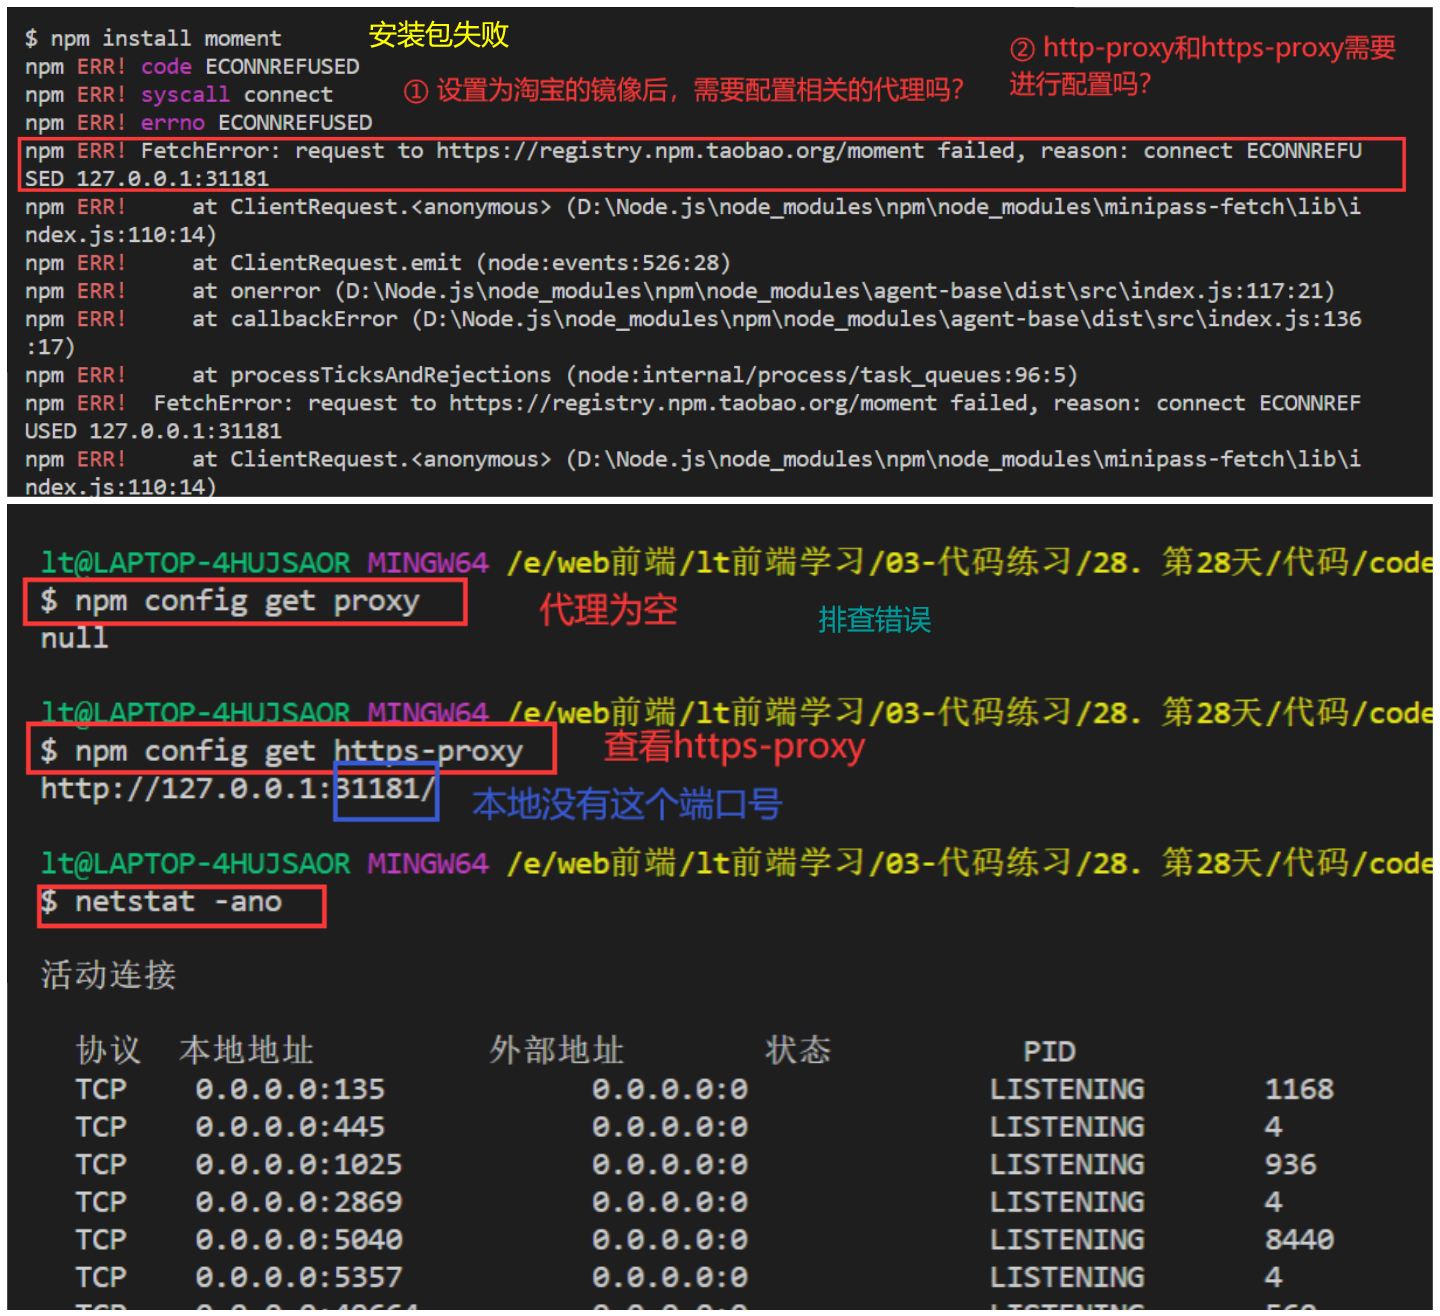 $ npm install moment
安装包失败
npm ERR! code ECONNREFUSED
② http-proxy和https-proxy需要
进行配置吗？
npm ERR! syscall connect
① 设置为淘宝的镜像后，需要配置相关的代理吗？
npm ERR! errno ECONNREFUSED
npm ERR! FetchError: request to https://registry.npm.taobao.org/moment failed, reason: connect ECONNREFU
SED 127.0.0.1:31181
npm ERR!     at ClientRequest.<anonymous> (D:\Node.js\node_modules\npm\node_modules\minipass-fetch\lib\i
ndex.js:110:14)
npm ERR!     at ClientRequest.emit (node:events:526:28)
npm ERR!     at onerror (D:\Node.js\node_modules\npm\node_modules\agent-base\dist\src\index.js:117:21)
npm ERR!     at callbackError (D:\Node.js\node_modules\npm\node_modules\agent-base\dist\src\index.js:136
:17)
npm ERR!     at processTicksAndRejections (node:internal/process/task_queues:96:5)
npm ERR!  FetchError: request to https://registry.npm.taobao.org/moment failed, reason: connect ECONNREF
USED 127.0.0.1:31181
npm ERR!     at ClientRequest.<anonymous> (D:\Node.js\node_modules\npm\node_modules\minipass-fetch\lib\i
ndex.js:110:14)
lt@LAPTOP-4HUJSAOR MINGW64 /e/web前端/lt前端学习/03-代码练习/28. 第28天/代码/code
$ npm config get proxy
代理为空
排查错误
null
lt@LAPTOP-4HUJSAOR MINGW64 /e/web前端/lt前端学习/03-代码练习/28. 第28天/代码/code
$ npm config get https-proxy
查看https-proxy
http://127.0.0.1:31181/
本地没有这个端口号
lt@LAPTOP-4HUJSAOR MINGW64 /e/web前端/lt前端学习/03-代码练习/28. 第28天/代码/code
$ netstat -ano
活动连接
协议  本地地址  外部地址  状态  PID
TCP  0.0.0.0:135  0.0.0.0:0  LISTENING  1168
TCP  0.0.0.0:445  0.0.0.0:0  LISTENING  4
TCP  0.0.0.0:1025  0.0.0.0:0  LISTENING  936
TCP  0.0.0.0:2869  0.0.0.0:0  LISTENING  4
TCP  0.0.0.0:5040  0.0.0.0:0  LISTENING  8440
TCP  0.0.0.0:5357  0.0.0.0:0  LISTENING  4